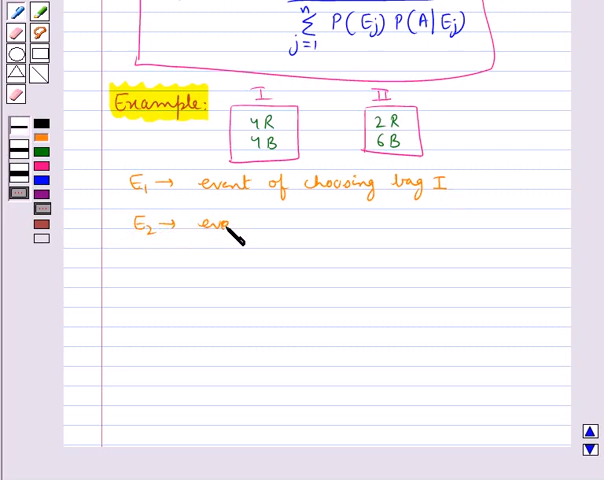 n
Σ P(Ej) P(A|Ej)
j=1
Example:
I II
4R 2R
4B 6B
E₁ → event of choosing bag I
E₂ → eve